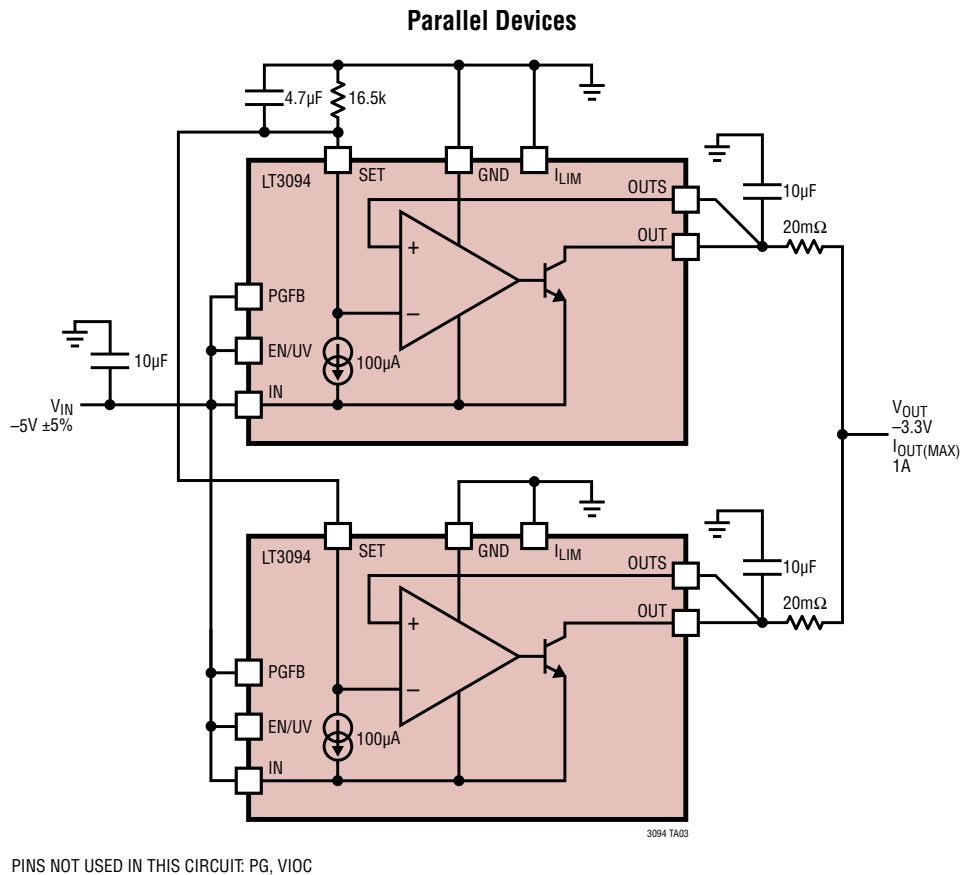 Parallel Devices
4.7µF
16.5k
LT3094
SET
GND
ILIM
OUTS
OUT
10µF
20mΩ
+
–
PGFB
EN/UV
IN
100µA
10µF
VIN
–5V ±5%
VOUT
–3.3V
IOUT(MAX)
1A
LT3094
SET
GND
ILIM
OUTS
OUT
10µF
20mΩ
+
–
PGFB
EN/UV
IN
100µA
3094 TA03
PINS NOT USED IN THIS CIRCUIT: PG, VIOC